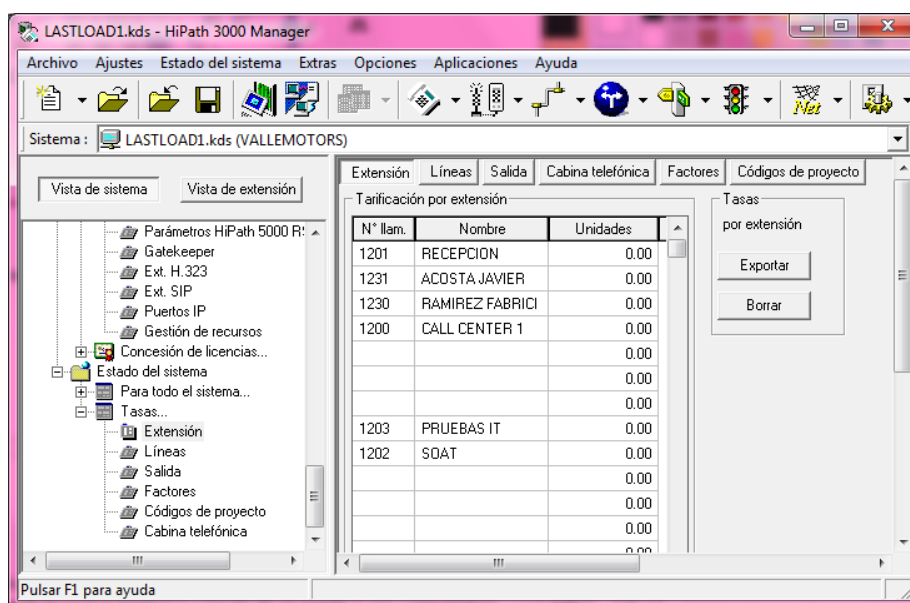 LASTLOAD1.kds - HiPath 3000 Manager
Archivo Ajustes Estado del sistema Extras Opciones Aplicaciones Ayuda
Net
Sistema : LASTLOAD1.kds (VALLEMOTORS)
Vista de sistema Vista de extensión
Parámetros HiPath 5000 R
Gatekeeper
Ext. H.323
Ext. SIP
Puertos IP
Gestión de recursos
Concesión de licencias...
Estado del sistema
Para todo el sistema...
Tasas...
Extensión
Líneas
Salida
Factores
Códigos de proyecto
Cabina telefónica
Extensión Líneas Salida Cabina telefónica Factores Códigos de proyecto
Tarificación por extensión
N° llam. Nombre Unidades
1201 RECEPCION 0.00
1231 ACOSTA JAVIER 0.00
1230 RAMIREZ FABRICI 0.00
1200 CALL CENTER 1 0.00
0.00
0.00
0.00
1203 PRUEBAS IT 0.00
1202 SOAT 0.00
0.00
0.00
0.00
0.00
Tasas
por extensión
Exportar
Borrar
Pulsar F1 para ayuda